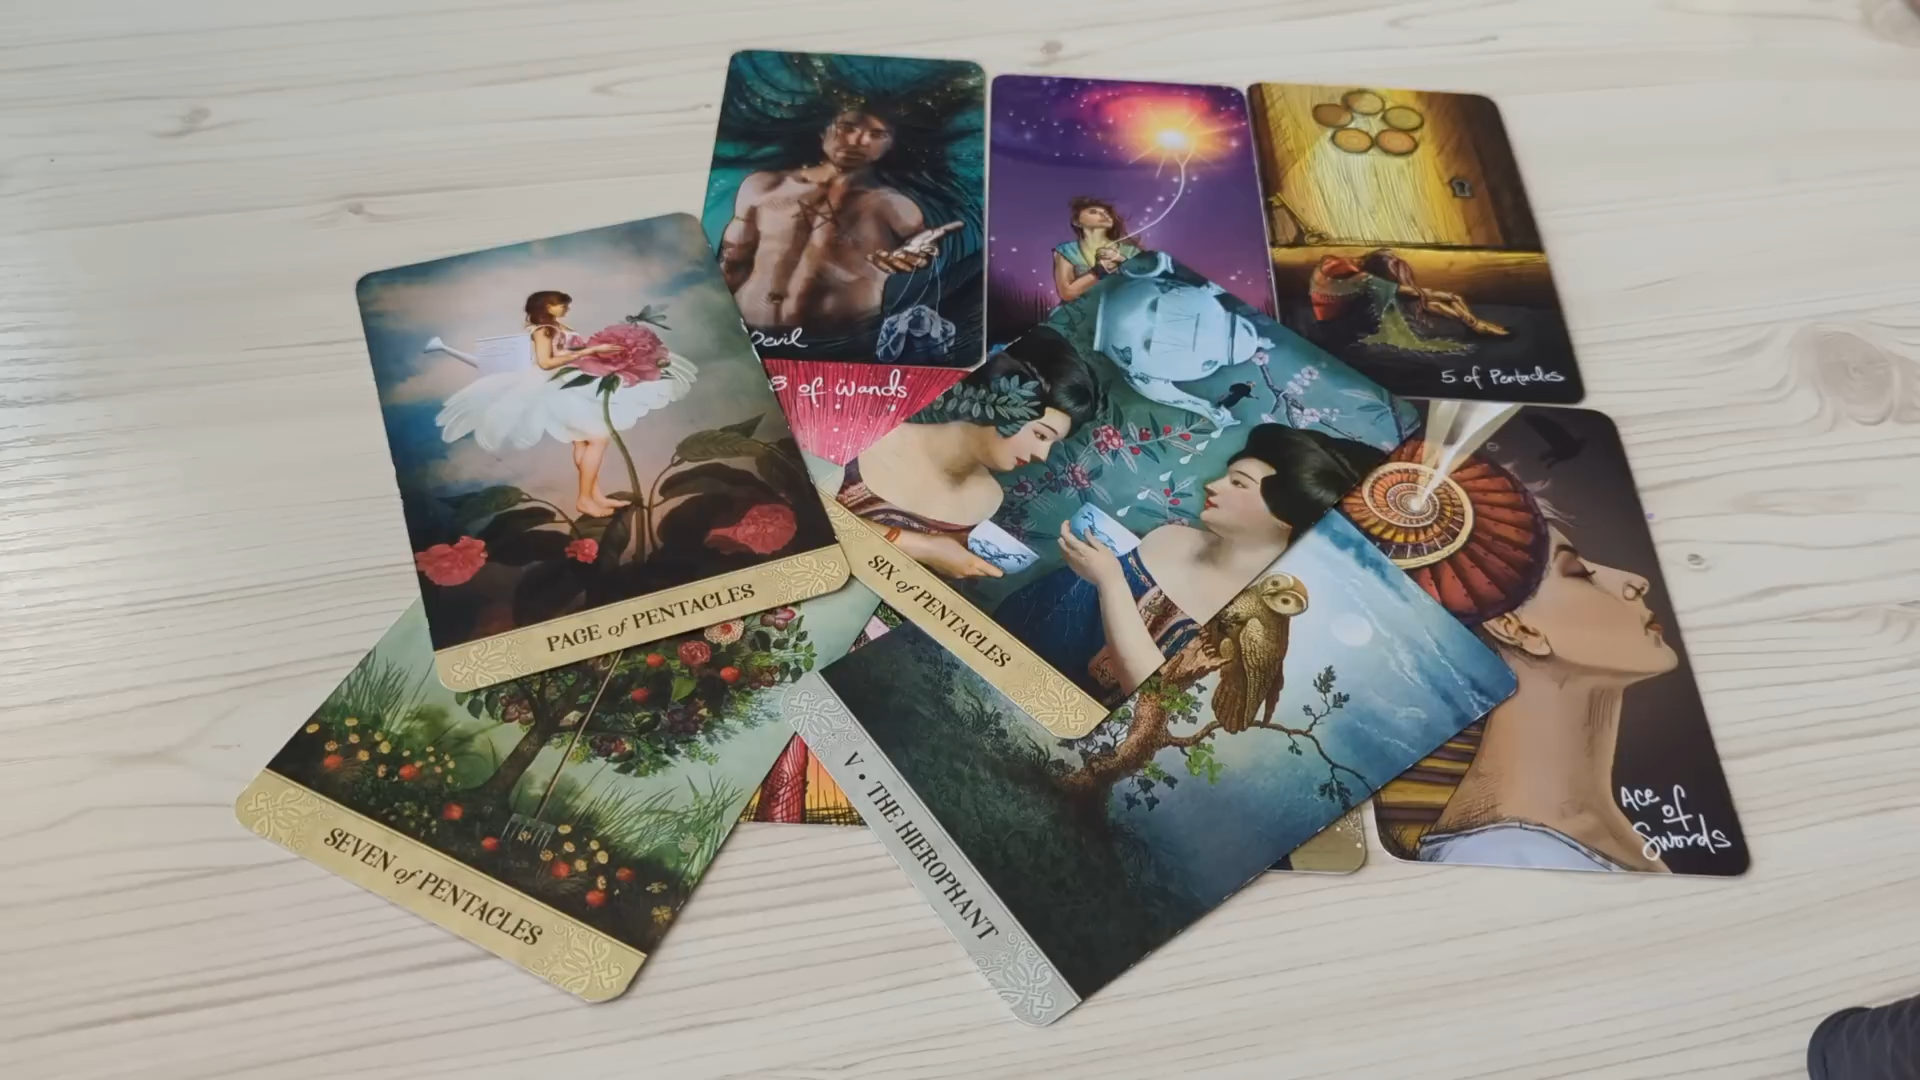 Devil
8 of Wands
5 of Pentacles
PAGE of PENTACLES
SIX of PENTACLES
SEVEN of PENTACLES
V • THE HIEROPHANT
Ace
of
Swords